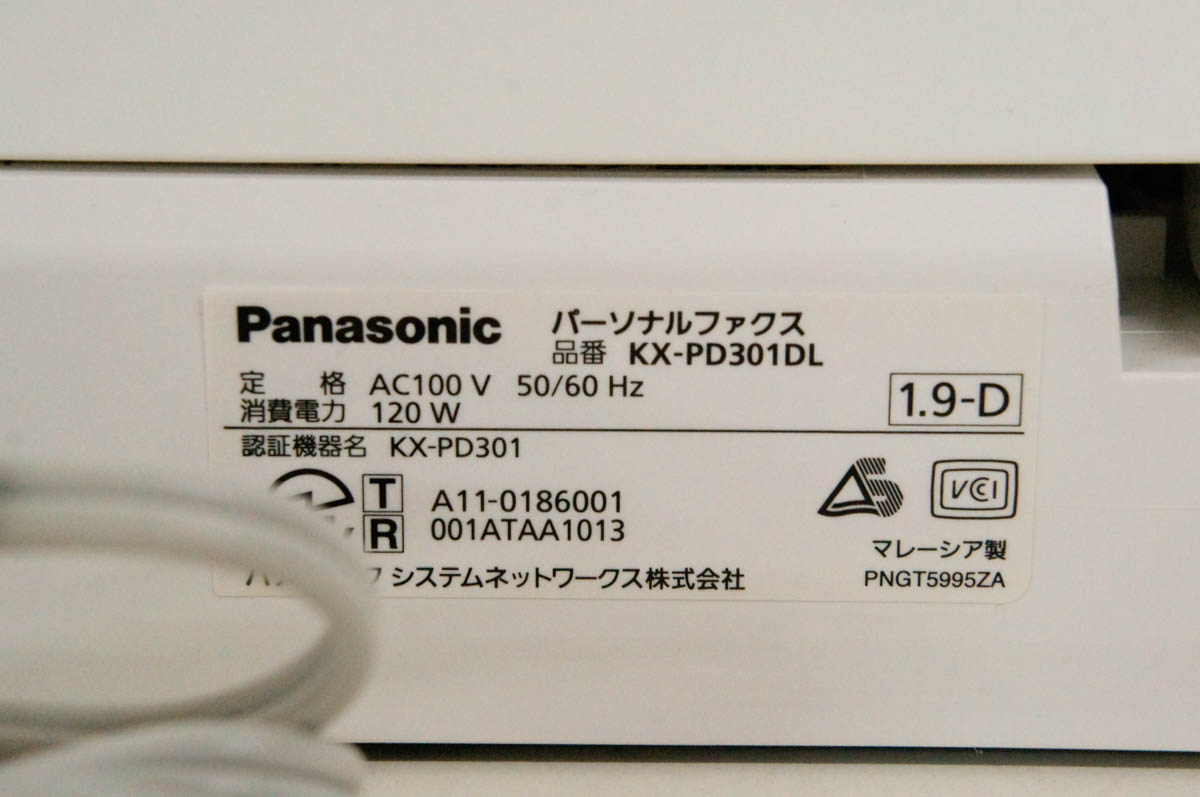 Panasonic パーソナルファクス
品番 KX-PD301DL
定 格 AC100 V 50/60 Hz
消費電力 120 W
1.9-D
認証機器名 KX-PD301
T A11-0186001
R 001ATAA1013
VCI
マレーシア製
システムネットワークス株式会社 PNGT5995ZA